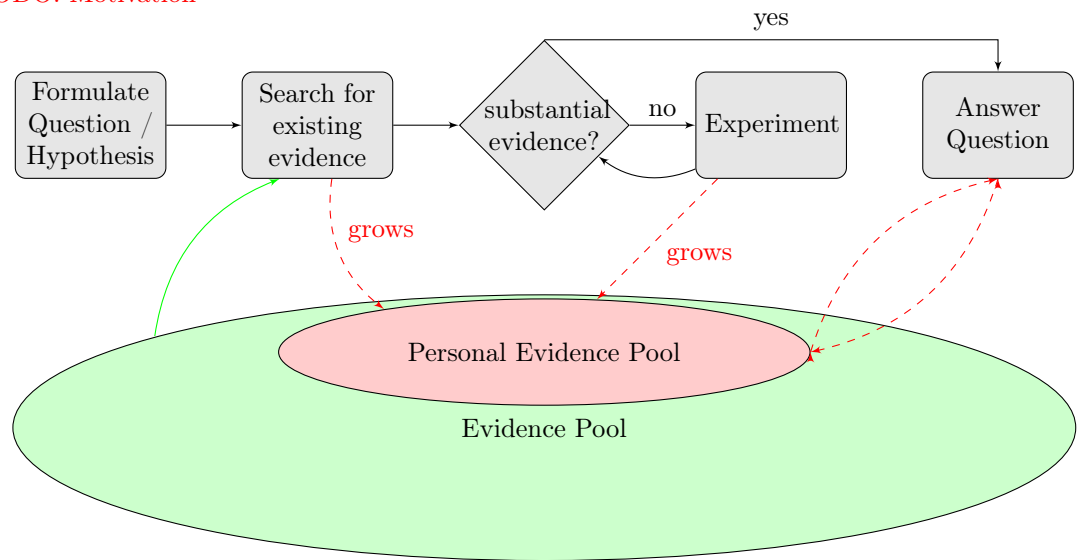 Motivation
yes
Formulate
Question /
Hypothesis
Search for
existing
evidence
substantial
evidence?
no
Experiment
Answer
Question
grows
grows
Personal Evidence Pool
Evidence Pool